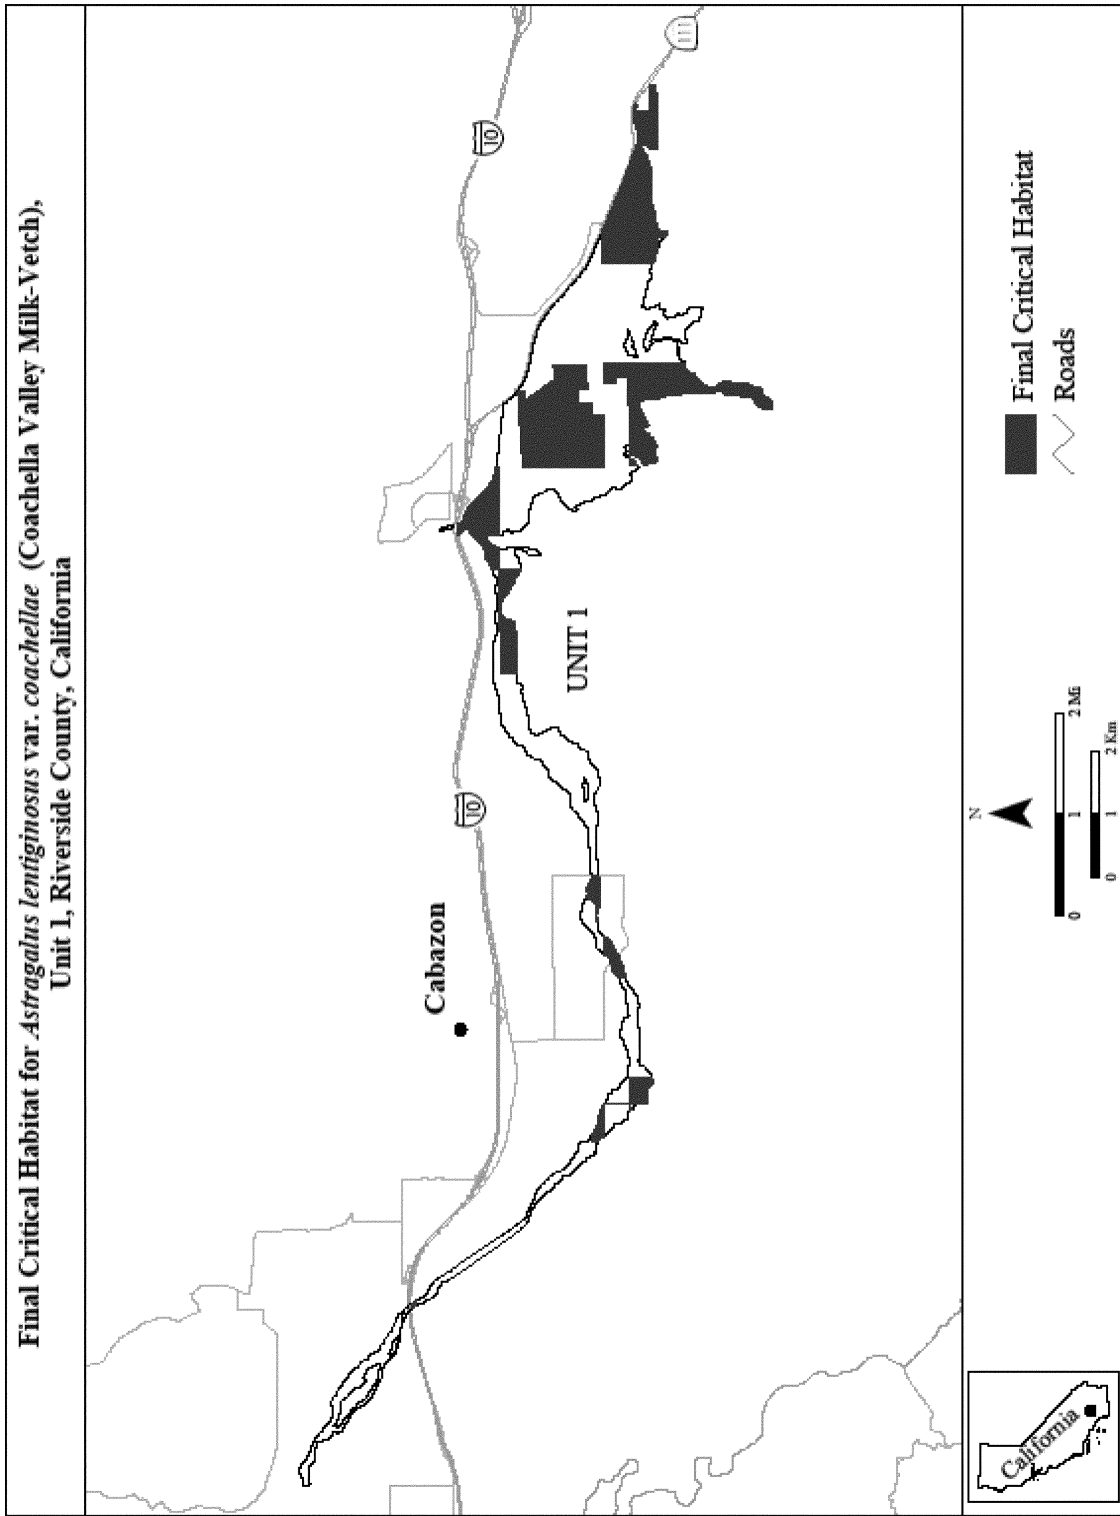 Final Critical Habitat for Astragalus lentiginosus var. coachellae (Coachella Valley Milk-Vetch),
Unit 1, Riverside County, California
10
111
10
Cabazon
UNIT 1
California
N
0 1 2 Mi
0 1 2 Km
Final Critical Habitat
Roads